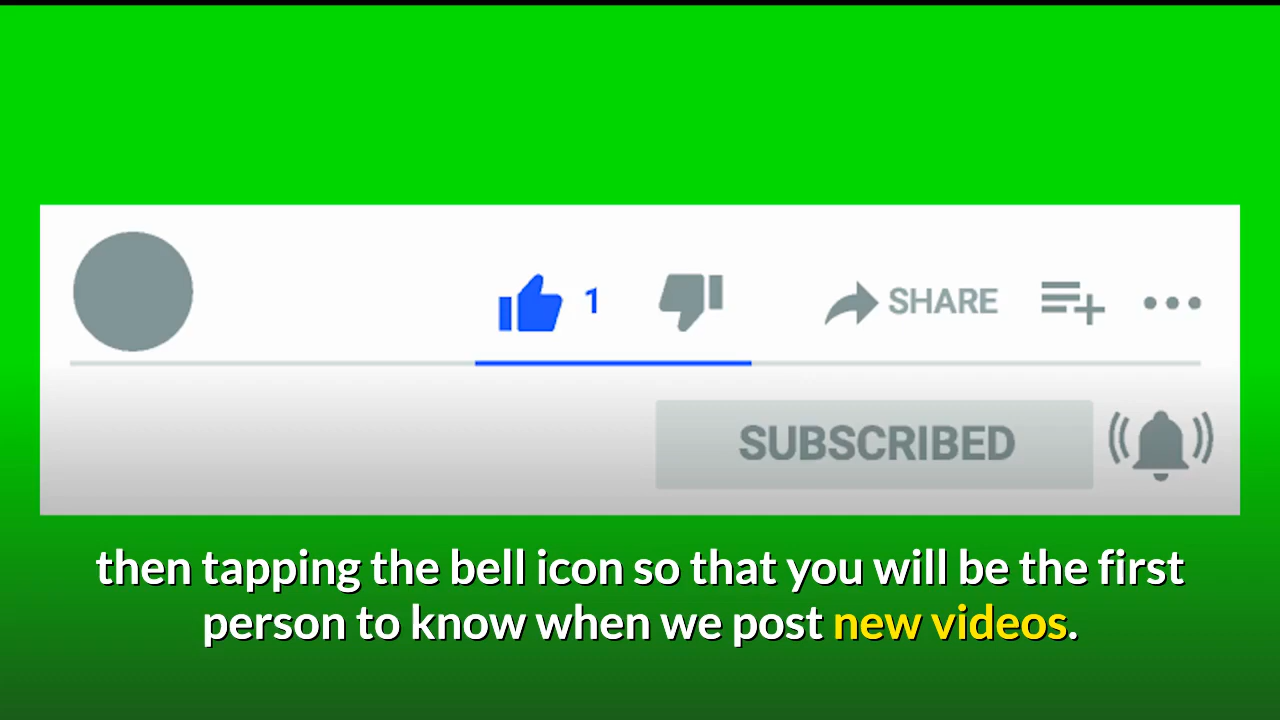 1 SHARE
SUBSCRIBED
then tapping the bell icon so that you will be the first
person to know when we post new videos.